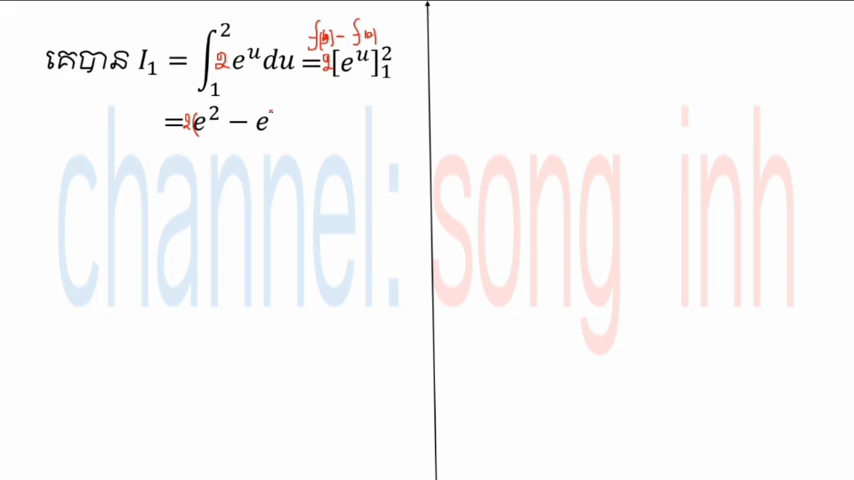 f(b) - f(a)
គេបាន I₁ = ∫₁² 2eᵘdu = 2[eᵘ]₁²
= 2(e² − e
channel: song inh